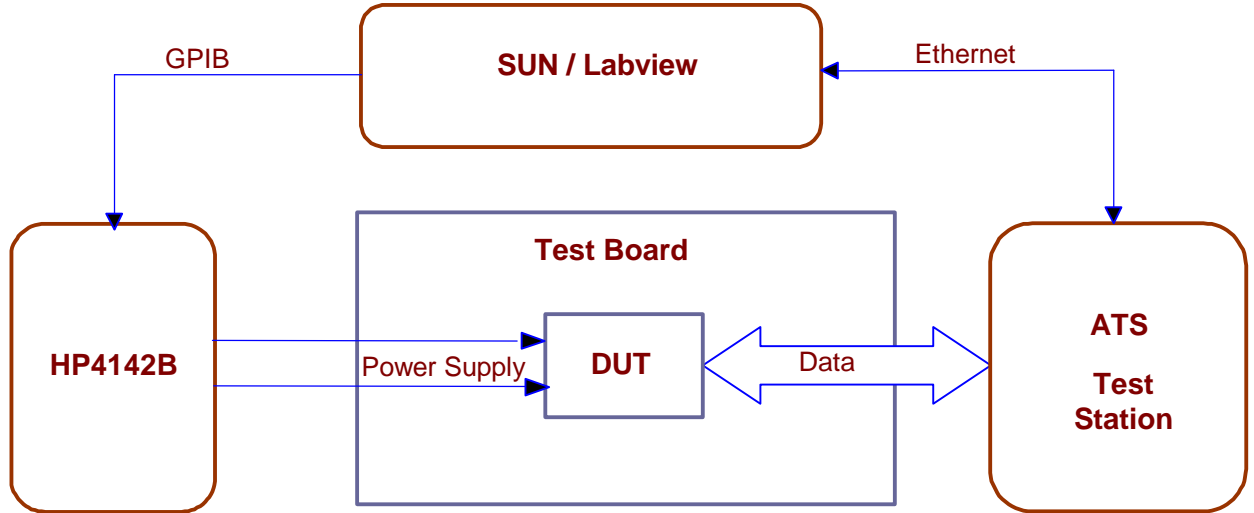 GPIB
SUN / Labview
Ethernet
Test Board
HP4142B
Power Supply
DUT
Data
ATS
Test
Station